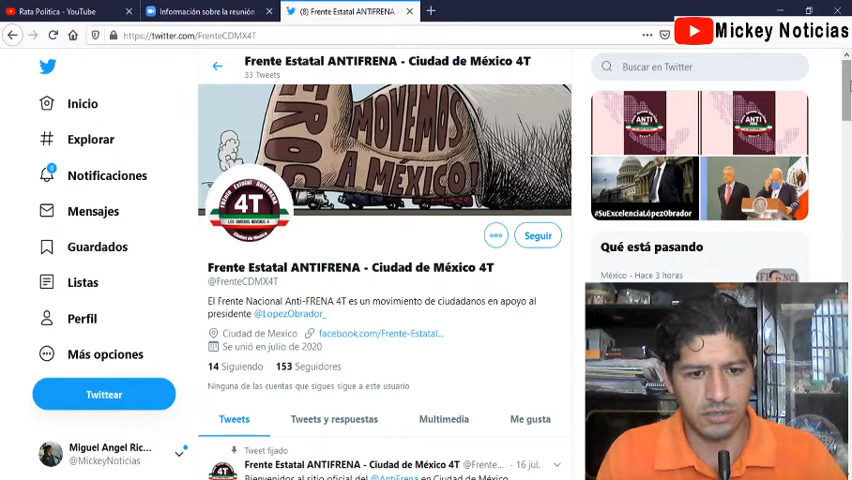 Rata Política - YouTube
Información sobre la reunión
(8) Frente Estatal ANTIFRENA
https://twitter.com/FrenteCDMX4T
Mickey Noticias
Frente Estatal ANTIFRENA - Ciudad de México 4T
33 Tweets
Buscar en Twitter
Inicio
Explorar
8
Notificaciones
Mensajes
Guardados
Listas
Perfil
Más opciones
Twittear
Miguel Angel Ric...
@MickeyNoticias
MOVEMOS
A MÉXICO!
4T
ANTI
ANTI
#SuExcelenciaLópezObrador
Seguir
Frente Estatal ANTIFRENA - Ciudad de México 4T
@FrenteCDMX4T
El Frente Nacional Anti-FRENA 4T es un movimiento de ciudadanos en apoyo al
presidente @LopezObrador_
Ciudad de Mexico facebook.com/Frente-Estatal...
Se unió en julio de 2020
14 Siguiendo 153 Seguidores
Ninguna de las cuentas que sigues sigue a este usuario
Tweets Tweets y respuestas Multimedia Me gusta
Tweet fijado
Frente Estatal ANTIFRENA - Ciudad de México 4T @Frente... · 16 jul.
Bienvenidos al sitio oficial de @AntiFrena en Ciudad de México
Qué está pasando
México · Hace 3 horas